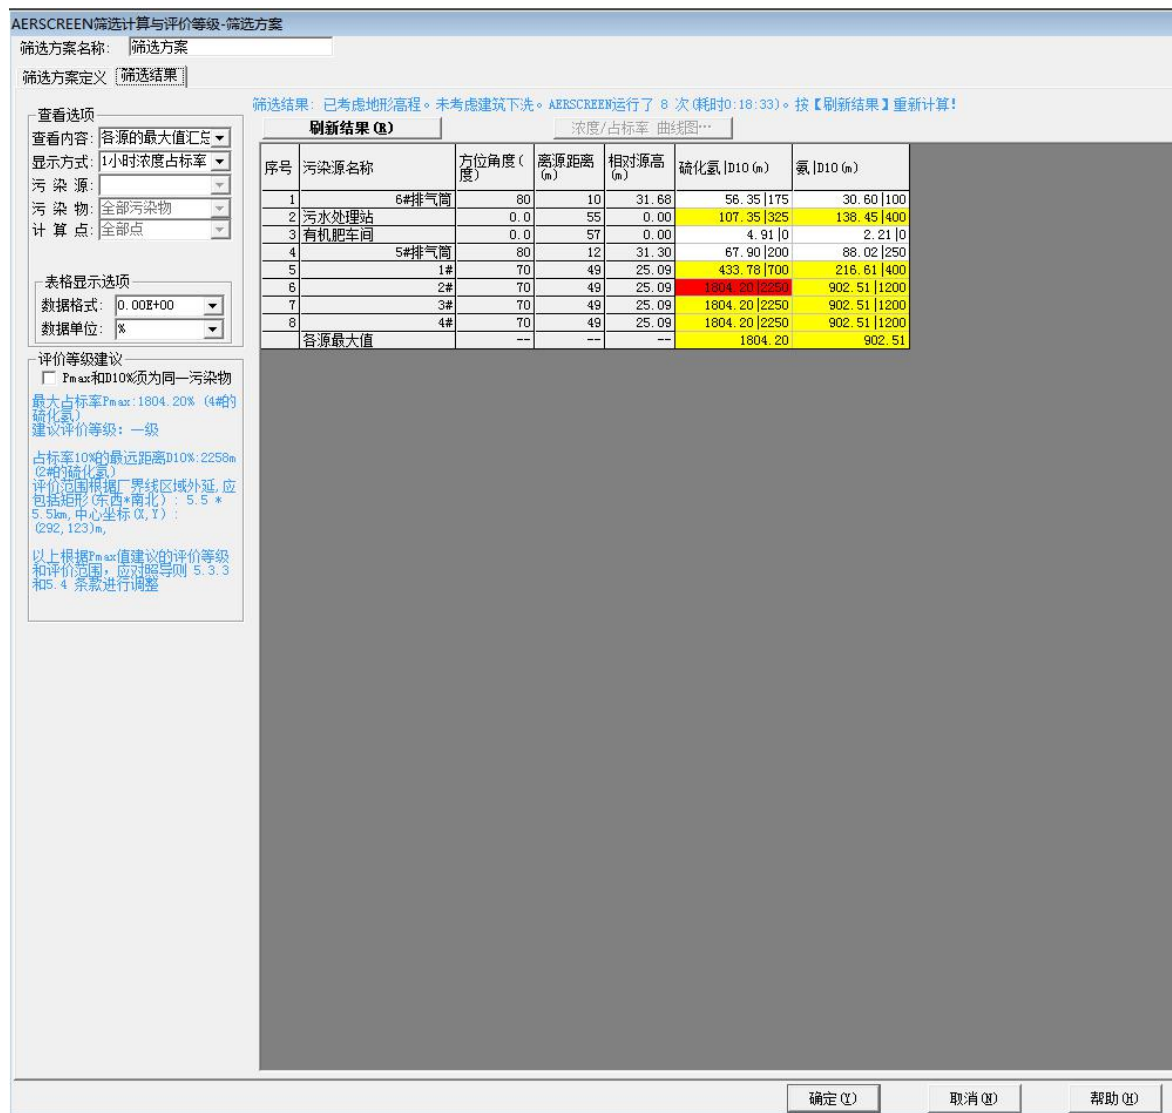 AERSCREEN筛选计算与评价等级-筛选方案
筛选方案名称: 筛选方案
筛选方案定义 筛选结果
筛选结果: 已考虑地形高程。未考虑建筑下洗。AERSCREEN运行了 8 次(耗时0:18:33)。按【刷新结果】重新计算!
查看选项
查看内容: 各源的最大值汇总
显示方式: 1小时浓度占标率
污 染 源:
污 染 物: 全部污染物
计 算 点: 全部点
表格显示选项
数据格式: 0.00E+00
数据单位: %
评价等级建议
Pmax和D10%须为同一污染物
最大占标率Pmax:1804.20% (4#的
硫化氢)
建议评价等级: 一级
占标率10%的最远距离D10%:2258m
(2#的硫化氢)
评价范围根据厂界线区域外延,应
包括矩形(东西*南北): 5.5 *
5.5km,中心坐标(X,Y):
(292,123)m,
以上根据Pmax值建议的评价等级
和评价范围,应对照导则 5.3.3
和5.4 条款进行调整
刷新结果(R) 浓度/占标率 曲线图…
序号 污染源名称 方位角度(度) 离源距离(m) 相对源高(m) 硫化氢|D10(m) 氨|D10(m)
1 6#排气筒 80 10 31.68 56.35|175 30.60|100
2 污水处理站 0.0 55 0.00 107.35|325 138.45|400
3 有机肥车间 0.0 57 0.00 4.91|0 2.21|0
4 5#排气筒 80 12 31.30 67.90|200 88.02|250
5 1# 70 49 25.09 433.78|700 216.61|400
6 2# 70 49 25.09 1804.20|2250 902.51|1200
7 3# 70 49 25.09 1804.20|2250 902.51|1200
8 4# 70 49 25.09 1804.20|2250 902.51|1200
各源最大值 -- -- -- 1804.20 902.51
确定(Y) 取消(N) 帮助(H)